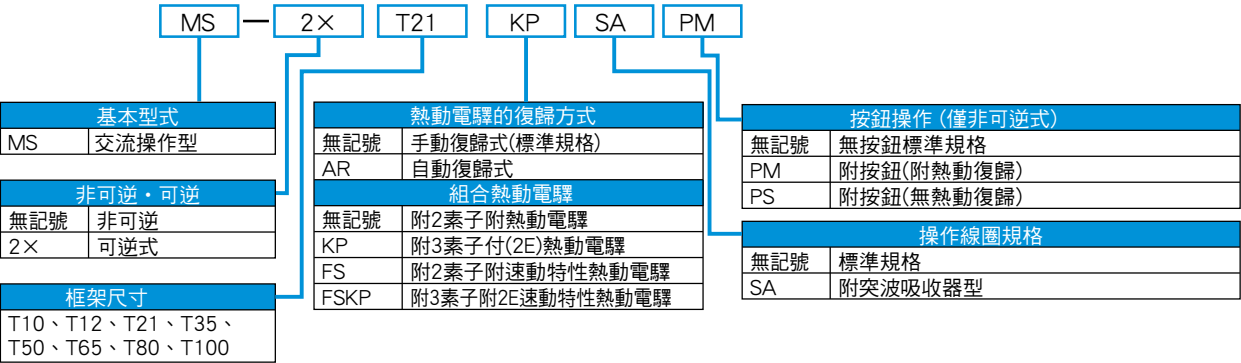 MS — 2× T21 KP SA PM
基本型式
MS 交流操作型
非可逆・可逆
無記號 非可逆
2× 可逆式
框架尺寸
T10、T12、T21、T35、
T50、T65、T80、T100
熱動電驛的復歸方式
無記號 手動復歸式(標準規格)
AR 自動復歸式
組合熱動電驛
無記號 附2素子附熱動電驛
KP 附3素子付(2E)熱動電驛
FS 附2素子附速動特性熱動電驛
FSKP 附3素子附2E速動特性熱動電驛
按鈕操作 (僅非可逆式)
無記號 無按鈕標準規格
PM 附按鈕(附熱動復歸)
PS 附按鈕(無熱動復歸)
操作線圈規格
無記號 標準規格
SA 附突波吸收器型